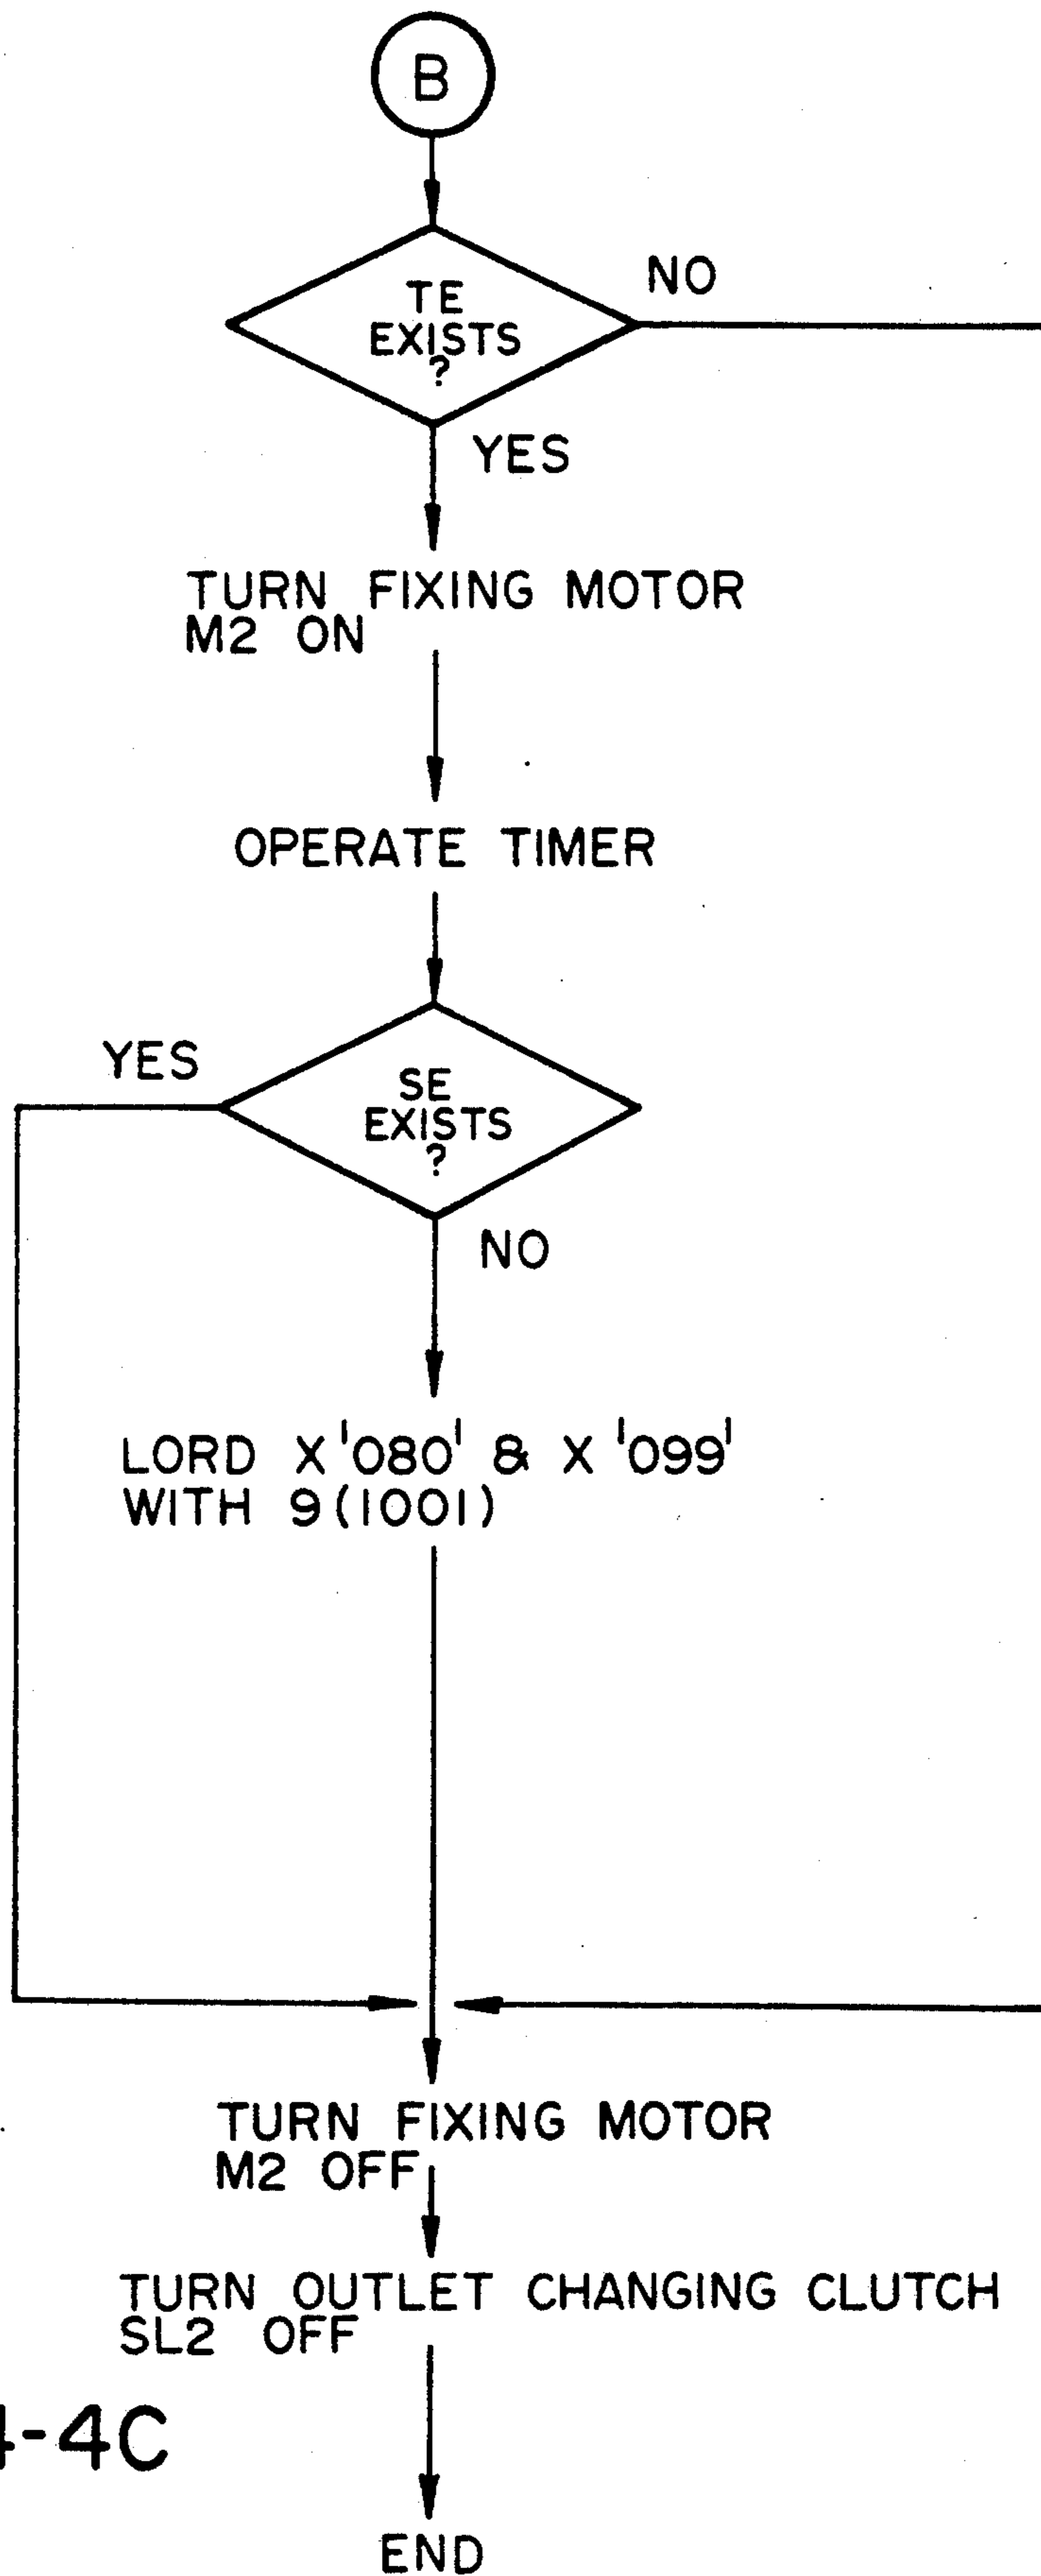 B
TE
EXISTS
?
NO
YES
TURN FIXING MOTOR
M2 ON
OPERATE TIMER
YES
SE
EXISTS
?
NO
LORD X'080' & X'099'
WITH 9(1001)
TURN FIXING MOTOR
M2 OFF
TURN OUTLET CHANGING CLUTCH
SL2 OFF
-4C
END